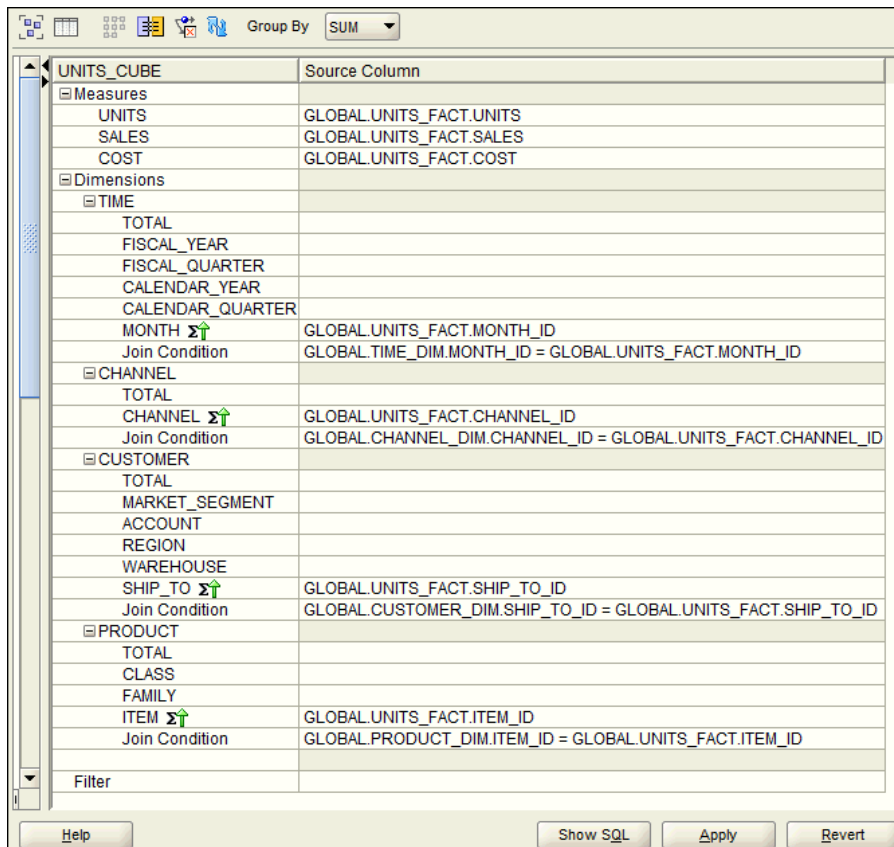 Group By SUM
UNITS_CUBE Source Column
Measures
UNITS GLOBAL.UNITS_FACT.UNITS
SALES GLOBAL.UNITS_FACT.SALES
COST GLOBAL.UNITS_FACT.COST
Dimensions
TIME
TOTAL
FISCAL_YEAR
FISCAL_QUARTER
CALENDAR_YEAR
CALENDAR_QUARTER
MONTH Σ GLOBAL.UNITS_FACT.MONTH_ID
Join Condition GLOBAL.TIME_DIM.MONTH_ID = GLOBAL.UNITS_FACT.MONTH_ID
CHANNEL
TOTAL
CHANNEL Σ GLOBAL.UNITS_FACT.CHANNEL_ID
Join Condition GLOBAL.CHANNEL_DIM.CHANNEL_ID = GLOBAL.UNITS_FACT.CHANNEL_ID
CUSTOMER
TOTAL
MARKET_SEGMENT
ACCOUNT
REGION
WAREHOUSE
SHIP_TO Σ GLOBAL.UNITS_FACT.SHIP_TO_ID
Join Condition GLOBAL.CUSTOMER_DIM.SHIP_TO_ID = GLOBAL.UNITS_FACT.SHIP_TO_ID
PRODUCT
TOTAL
CLASS
FAMILY
ITEM Σ GLOBAL.UNITS_FACT.ITEM_ID
Join Condition GLOBAL.PRODUCT_DIM.ITEM_ID = GLOBAL.UNITS_FACT.ITEM_ID
Filter
Help Show SQL Apply Revert